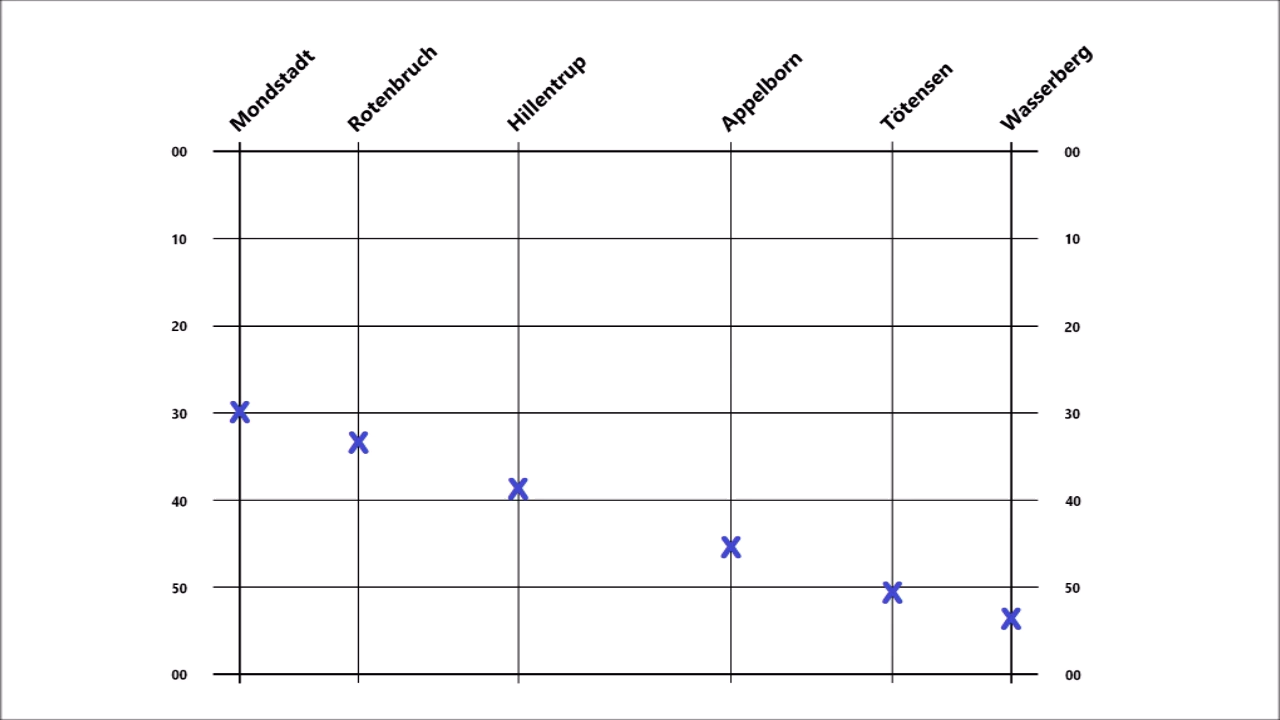 Mondstadt
Rotenbruch
Hillentrup
Appelborn
Tötensen
Wasserberg
00 00
10 10
20 20
30 30
40 40
50 50
00 00